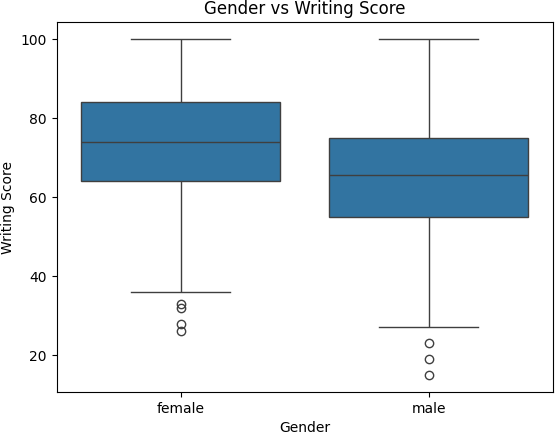 Gender vs Writing Score
Writing Score
100
80
60
40
20
female male
Gender